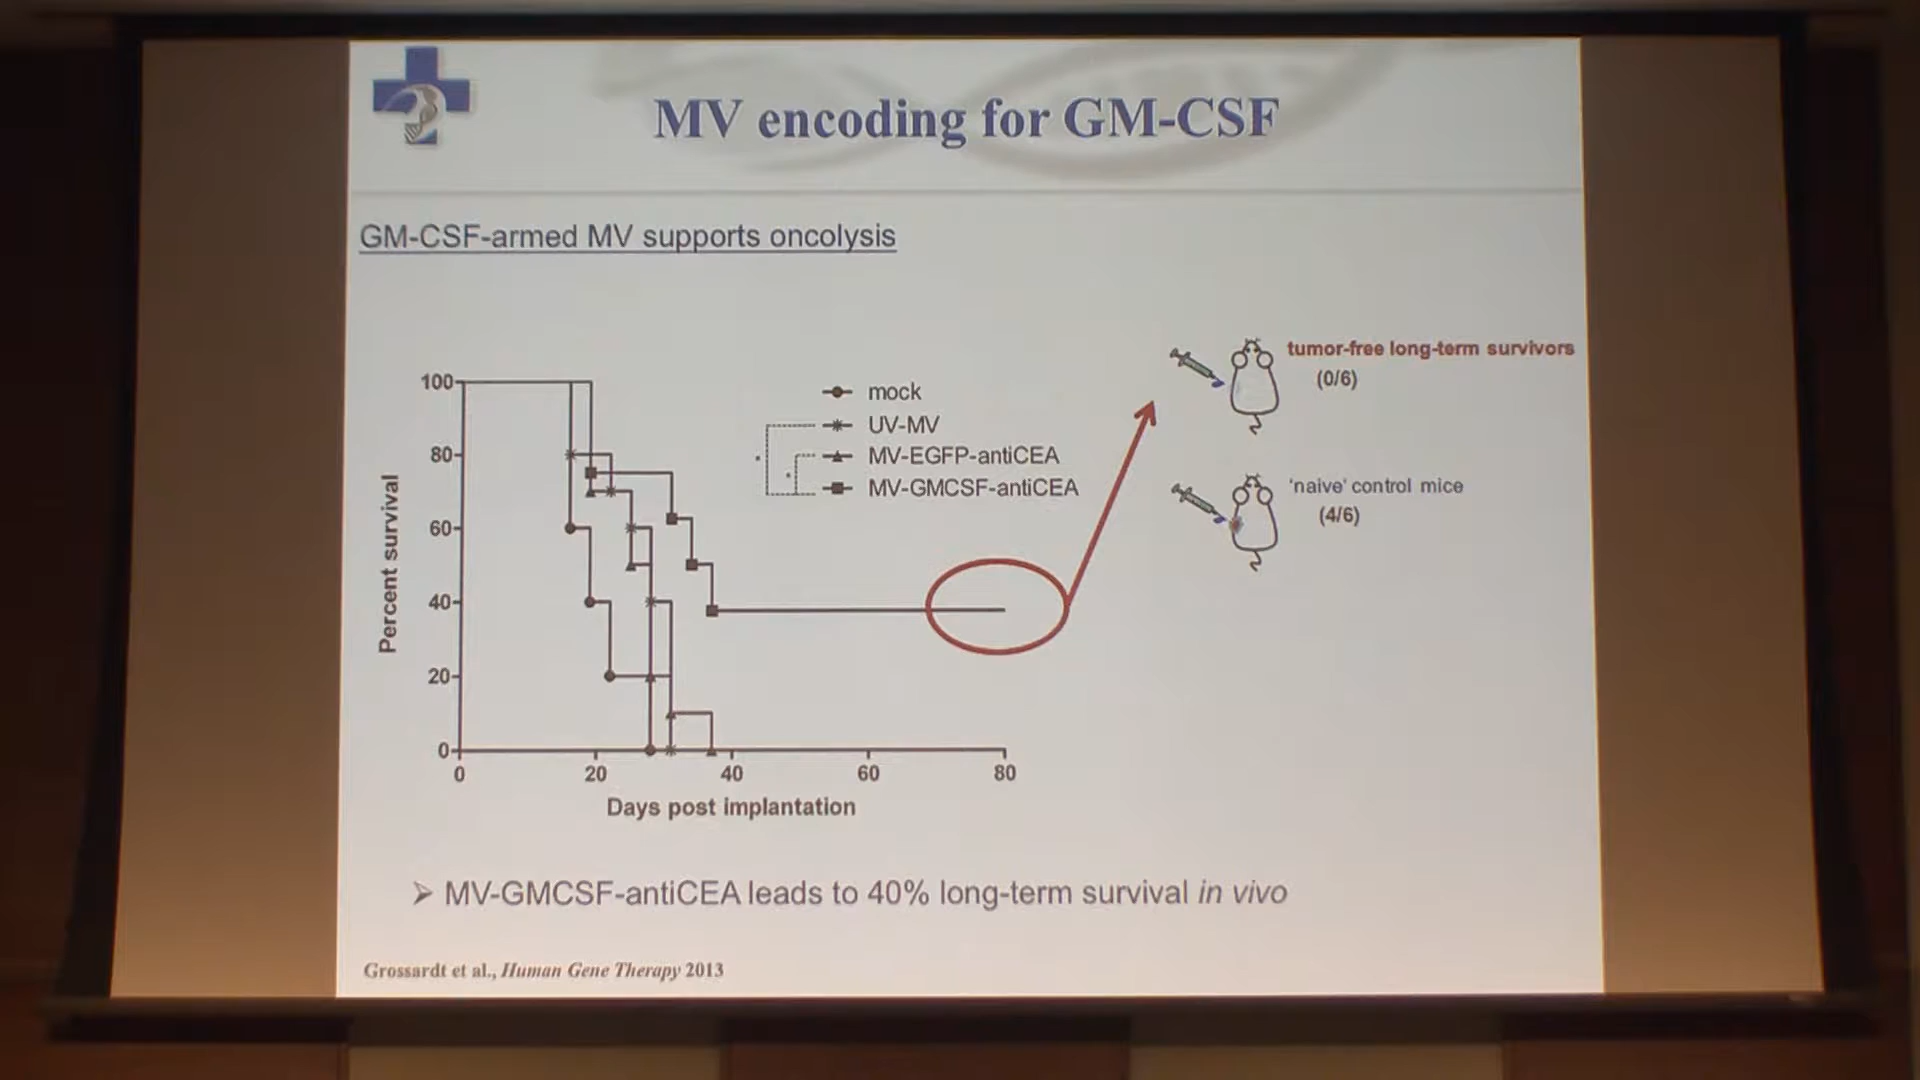 MV encoding for GM-CSF
GM-CSF-armed MV supports oncolysis
100
80
60
40
20
0
Percent survival
0 20 40 60 80
Days post implantation
mock
UV-MV
MV-EGFP-antiCEA
MV-GMCSF-antiCEA
tumor-free long-term survivors
(0/6)
'naive' control mice
(4/6)
➢ MV-GMCSF-antiCEA leads to 40% long-term survival in vivo
Grossardt et al., Human Gene Therapy 2013